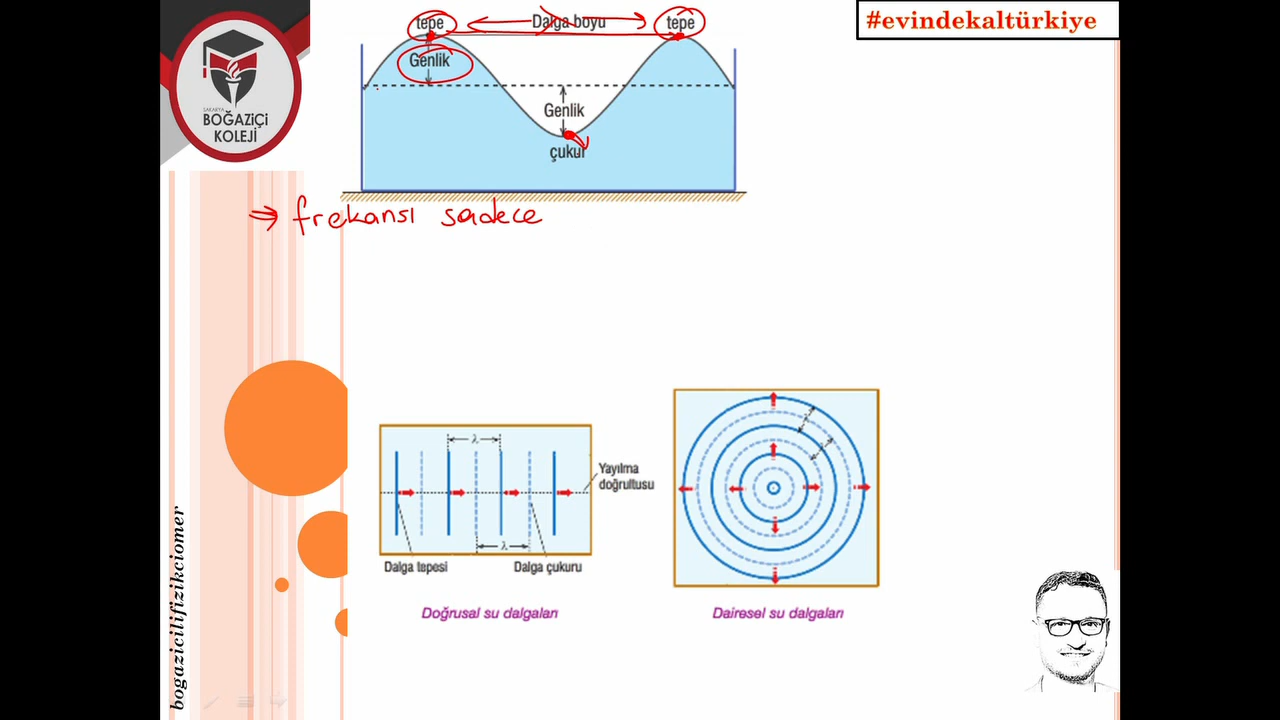 #evindekaltürkiye
tepe
Dalga boyu
tepe
Genlik
Genlik
çukur
SAKARYA
BOĞAZİÇİ
KOLEJİ
⇒ frekansı sadece
λ
Yayılma
doğrultusu
λ
Dalga tepesi
Dalga çukuru
Doğrusal su dalgaları
Dairesel su dalgaları
bogazicilifizikciomer